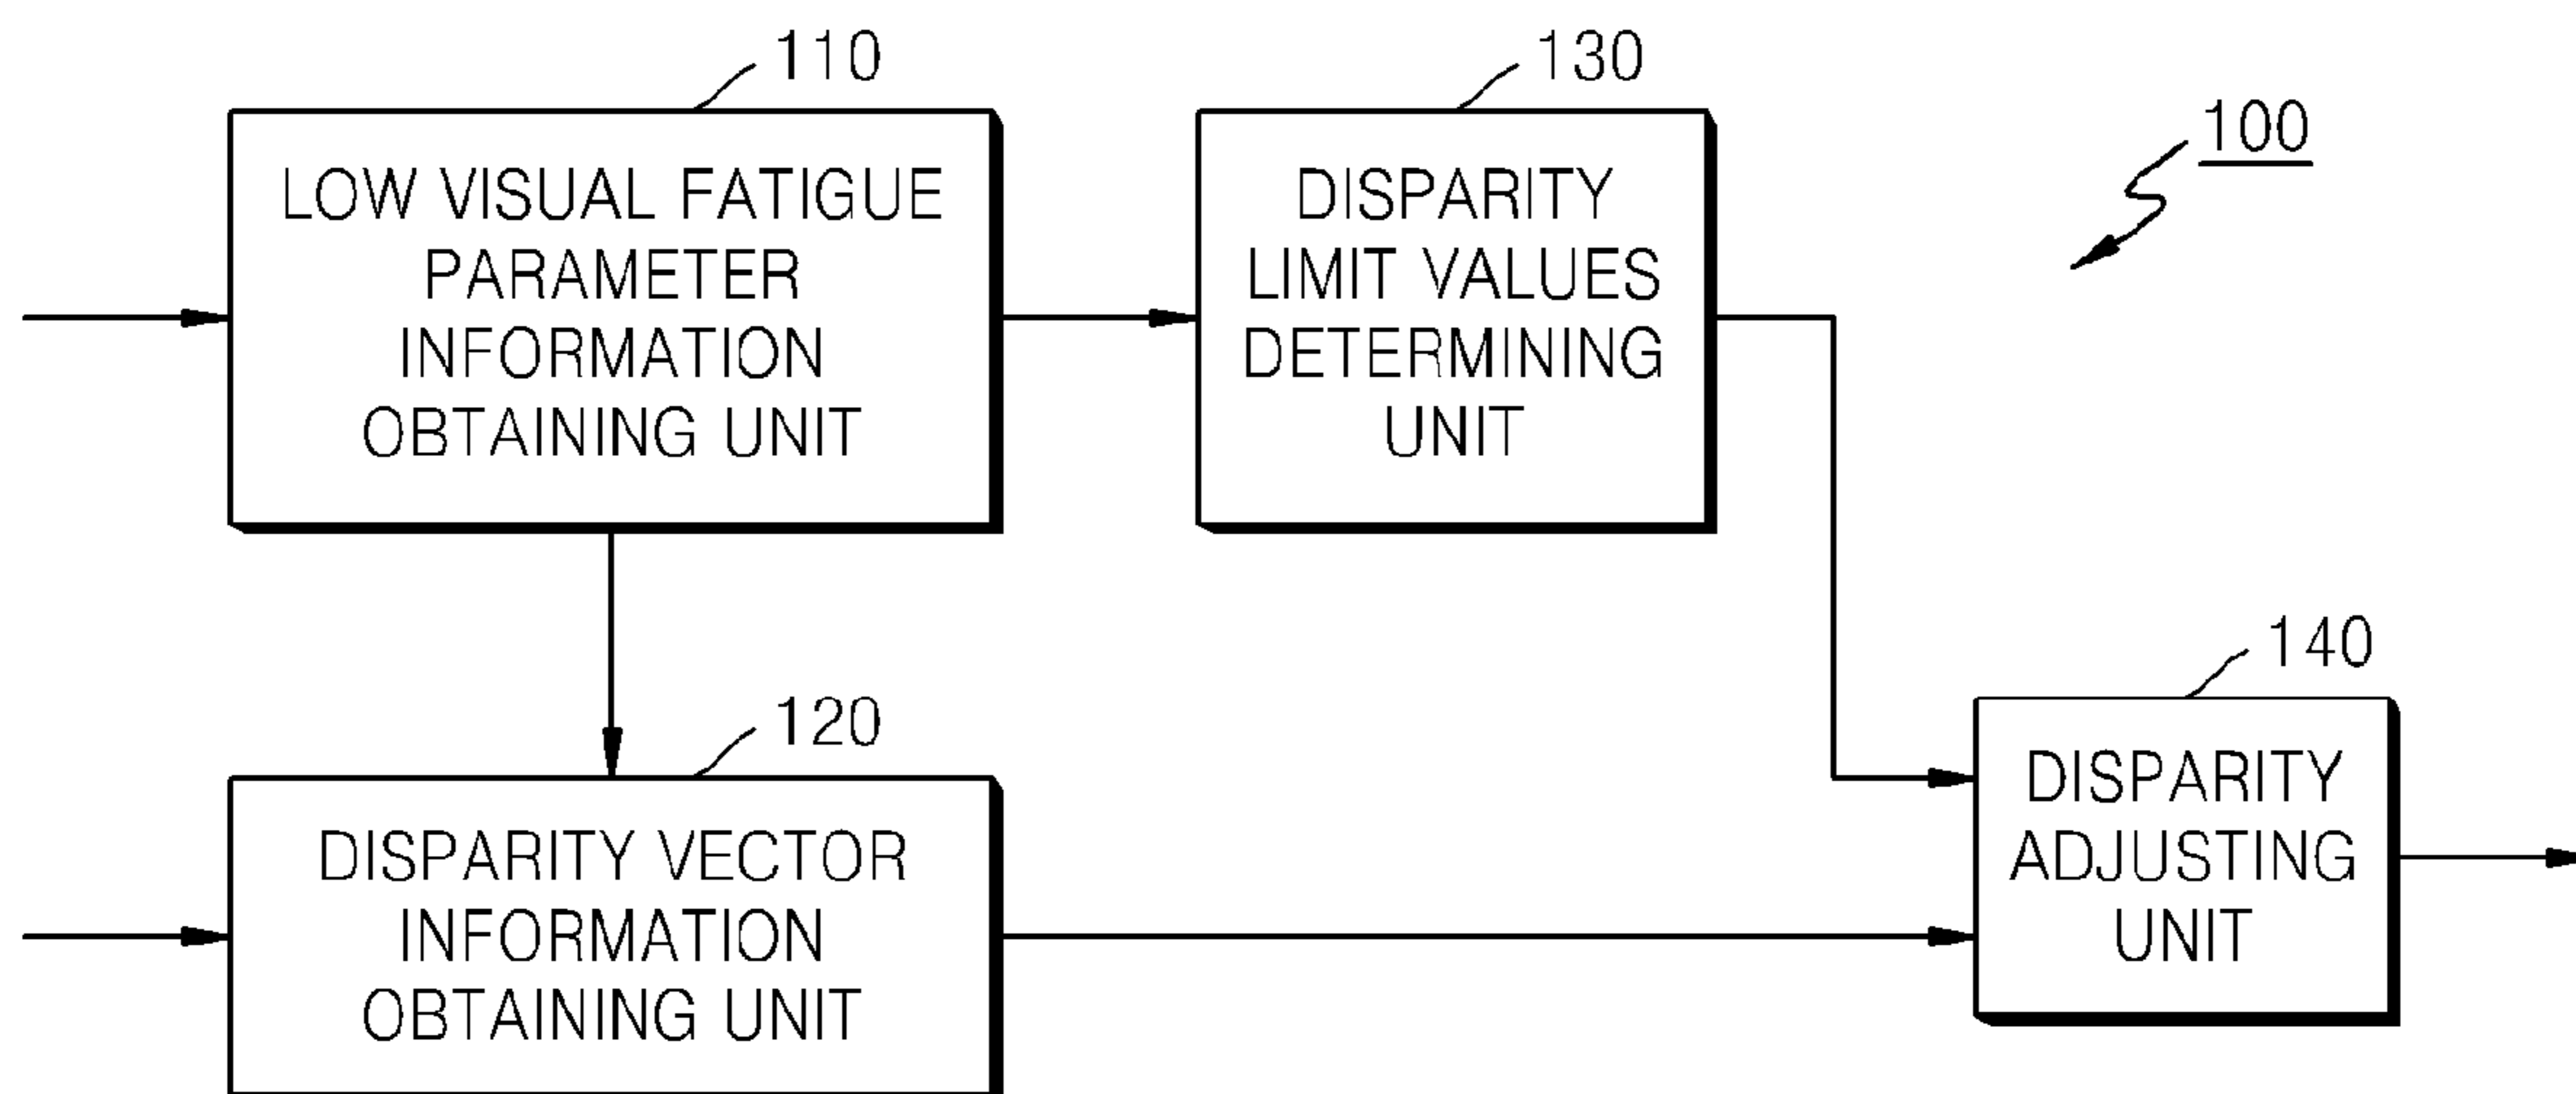 110
LOW VISUAL FATIGUE
PARAMETER
INFORMATION
OBTAINING UNIT
130
DISPARITY
LIMIT VALUES
DETERMINING
UNIT
100
120
DISPARITY VECTOR
INFORMATION
OBTAINING UNIT
140
DISPARITY
ADJUSTING
UNIT